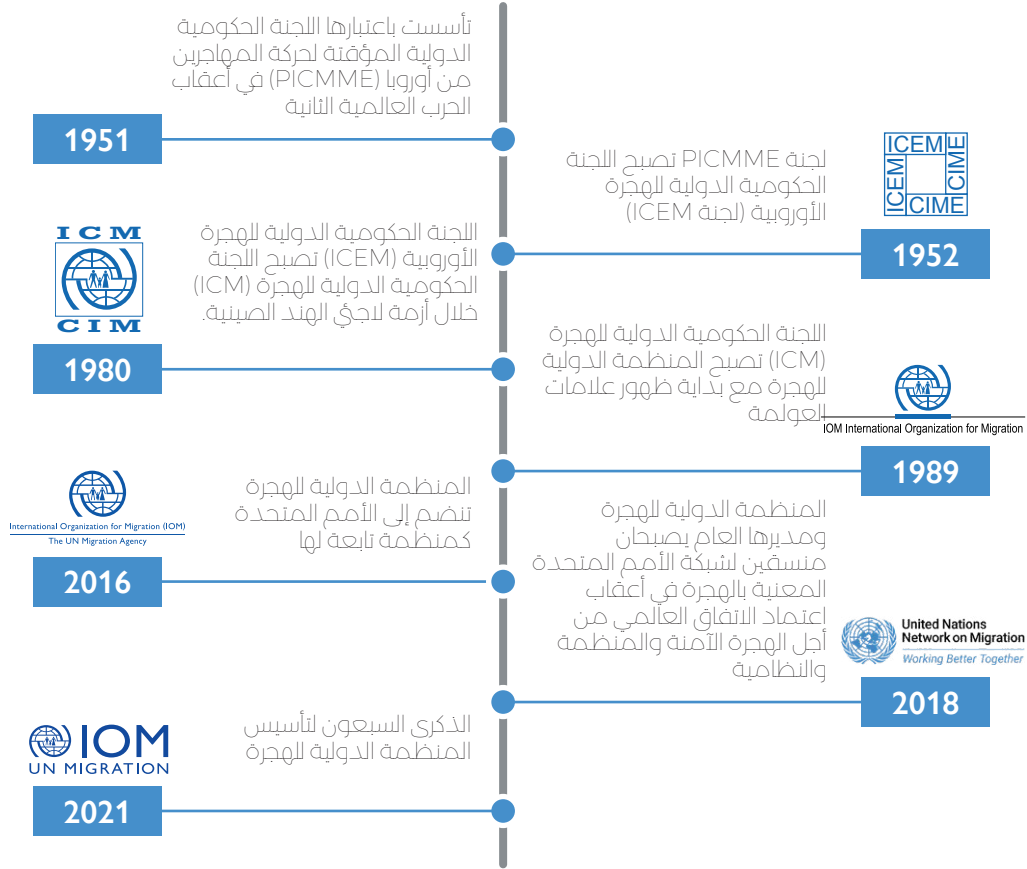 تأسست باعتبارها اللجنة الحكومية
الدولية المؤقتة لحركة المهاجرين
من أوروبا (PICMME) في أعقاب
الحرب العالمية الثانية
1951
لجنة PICMME تصبح اللجنة
الحكومية الدولية للهجرة
الأوروبية (لجنة ICEM)
ICEM
CIME
ICEM
CIME
1952
اللجنة الحكومية الدولية للهجرة
الأوروبية (ICEM) تصبح اللجنة
الحكومية الدولية للهجرة (ICM)
خلال أزمة لاجئي الهند الصينية.
ICM
CIM
1980
اللجنة الحكومية الدولية للهجرة
(ICM) تصبح المنظمة الدولية
للهجرة مع بداية ظهور علامات
العولمة
IOM International Organization for Migration
1989
المنظمة الدولية للهجرة
تنضم إلى الأمم المتحدة
كمنظمة تابعة لها
International Organization for Migration (IOM)
The UN Migration Agency
2016
المنظمة الدولية للهجرة
ومديرها العام يصبحان
منسقين لشبكة الأمم المتحدة
المعنية بالهجرة في أعقاب
اعتماد الاتفاق العالمي من
أجل الهجرة الآمنة والمنظمة
والنظامية
United Nations
Network on Migration
Working Better Together
2018
الذكرى السبعون لتأسيس
المنظمة الدولية للهجرة
IOM
UN MIGRATION
2021